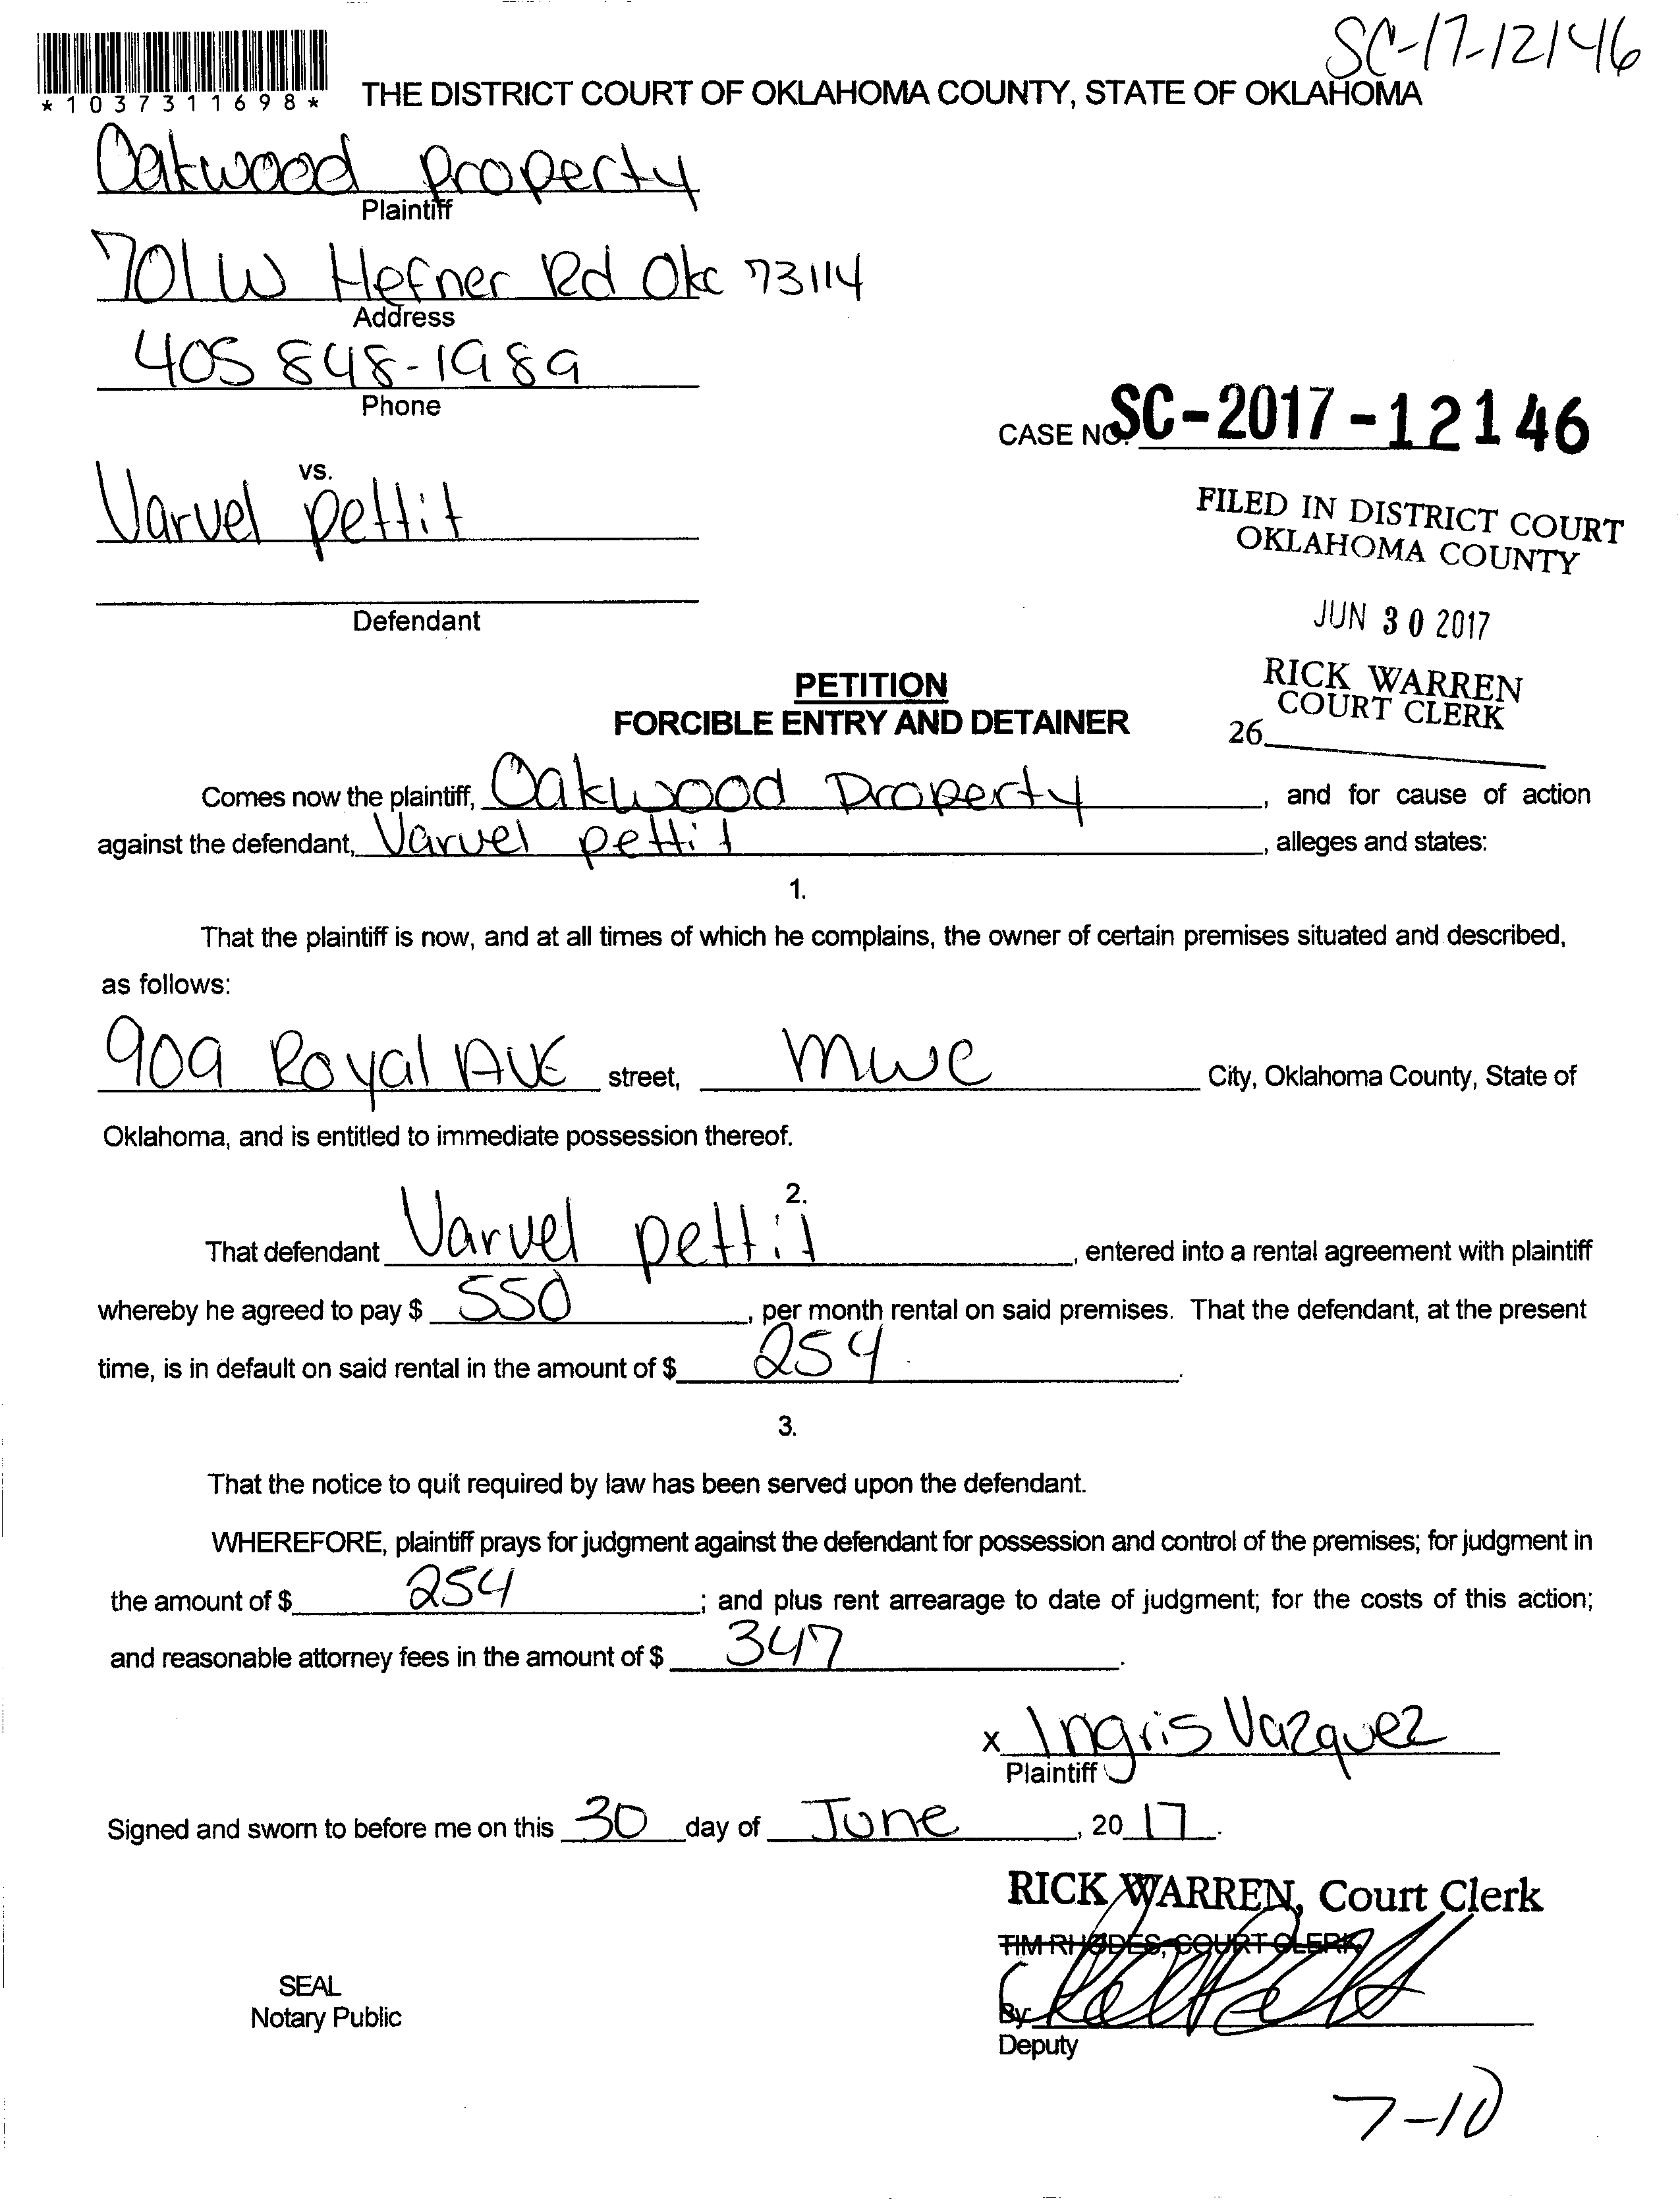 SC-17-12146
*1037311698*
THE DISTRICT COURT OF OKLAHOMA COUNTY, STATE OF OKLAHOMA
Oakwood property
Plaintiff
701 W Hefner Rd Okc 73114
Address
405 848-1989
Phone
CASE NO. SC-2017-12146
vs.
Varvel pettit
Defendant
FILED IN DISTRICT COURT
OKLAHOMA COUNTY
JUN 30 2017
RICK WARREN
COURT CLERK
26
PETITION
FORCIBLE ENTRY AND DETAINER
Comes now the plaintiff, Oakwood Property, and for cause of action
against the defendant, Varvel pettit, alleges and states:
1.
That the plaintiff is now, and at all times of which he complains, the owner of certain premises situated and described,
as follows:
909 Royal AVE street, mwc City, Oklahoma County, State of
Oklahoma, and is entitled to immediate possession thereof.
2.
That defendant Varvel pettit, entered into a rental agreement with plaintiff
whereby he agreed to pay $ 550, per month rental on said premises. That the defendant, at the present
time, is in default on said rental in the amount of $ 254.
3.
That the notice to quit required by law has been served upon the defendant.
WHEREFORE, plaintiff prays for judgment against the defendant for possession and control of the premises; for judgment in
the amount of $ 254; and plus rent arrearage to date of judgment; for the costs of this action;
and reasonable attorney fees in the amount of $ 347.
x Ingris Vazquez
Plaintiff
Signed and sworn to before me on this 30 day of June, 2017.
RICK WARREN, Court Clerk
TIM RHODES, COURT CLERK
By
Deputy
SEAL
Notary Public
7-10